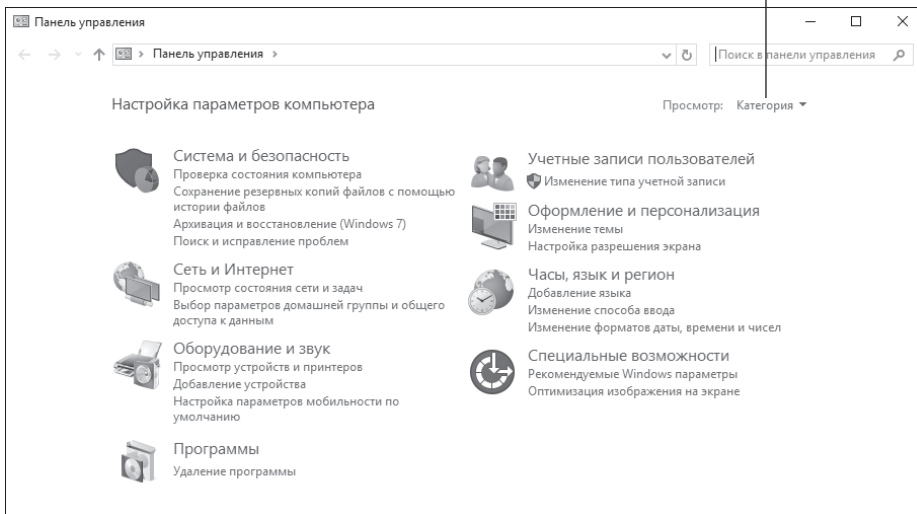 Панель управления
Панель управления
Поиск в панели управления
Настройка параметров компьютера
Просмотр: Категория
Система и безопасность
Проверка состояния компьютера
Сохранение резервных копий файлов с помощью
истории файлов
Архивация и восстановление (Windows 7)
Поиск и исправление проблем
Сеть и Интернет
Просмотр состояния сети и задач
Выбор параметров домашней группы и общего
доступа к данным
Оборудование и звук
Просмотр устройств и принтеров
Добавление устройства
Настройка параметров мобильности по
умолчанию
Программы
Удаление программы
Учетные записи пользователей
Изменение типа учетной записи
Оформление и персонализация
Изменение темы
Настройка разрешения экрана
Часы, язык и регион
Добавление языка
Изменение способа ввода
Изменение форматов даты, времени и чисел
Специальные возможности
Рекомендуемые Windows параметры
Оптимизация изображения на экране